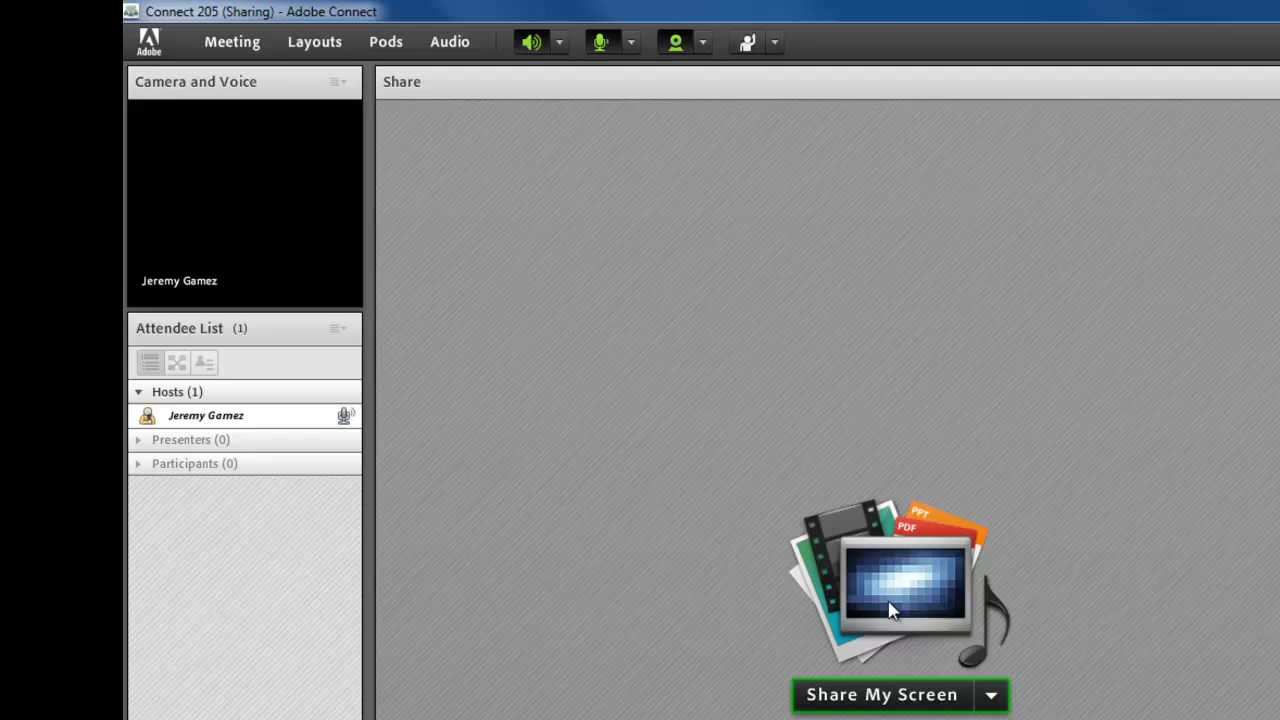 Connect 205 (Sharing) - Adobe Connect
Adobe
Meeting
Layouts
Pods
Audio
Camera and Voice
Share
Jeremy Gamez
Attendee List (1)
Hosts (1)
Jeremy Gamez
Presenters (0)
Participants (0)
PPT
PDF
Share My Screen